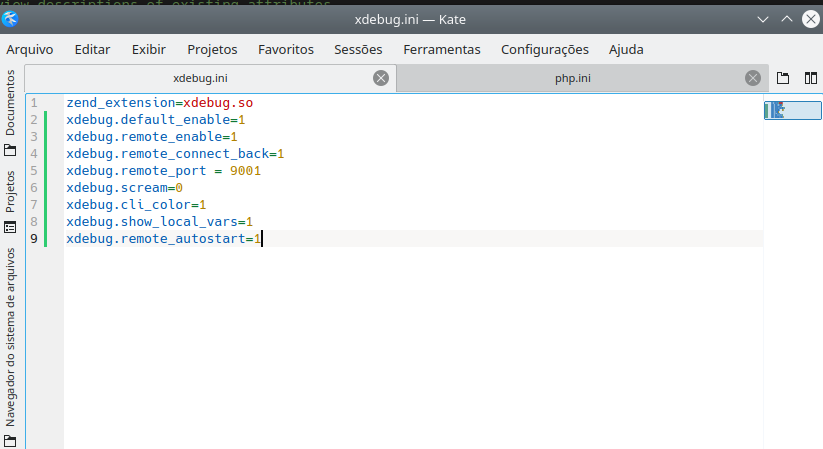 view descriptions of existing attributes
xdebug.ini — Kate
Arquivo Editar Exibir Projetos Favoritos Sessões Ferramentas Configurações Ajuda
xdebug.ini php.ini
Documentos
Projetos
Navegador do sistema de arquivos
1 zend_extension=xdebug.so
2 xdebug.default_enable=1
3 xdebug.remote_enable=1
4 xdebug.remote_connect_back=1
5 xdebug.remote_port = 9001
6 xdebug.scream=0
7 xdebug.cli_color=1
8 xdebug.show_local_vars=1
9 xdebug.remote_autostart=1